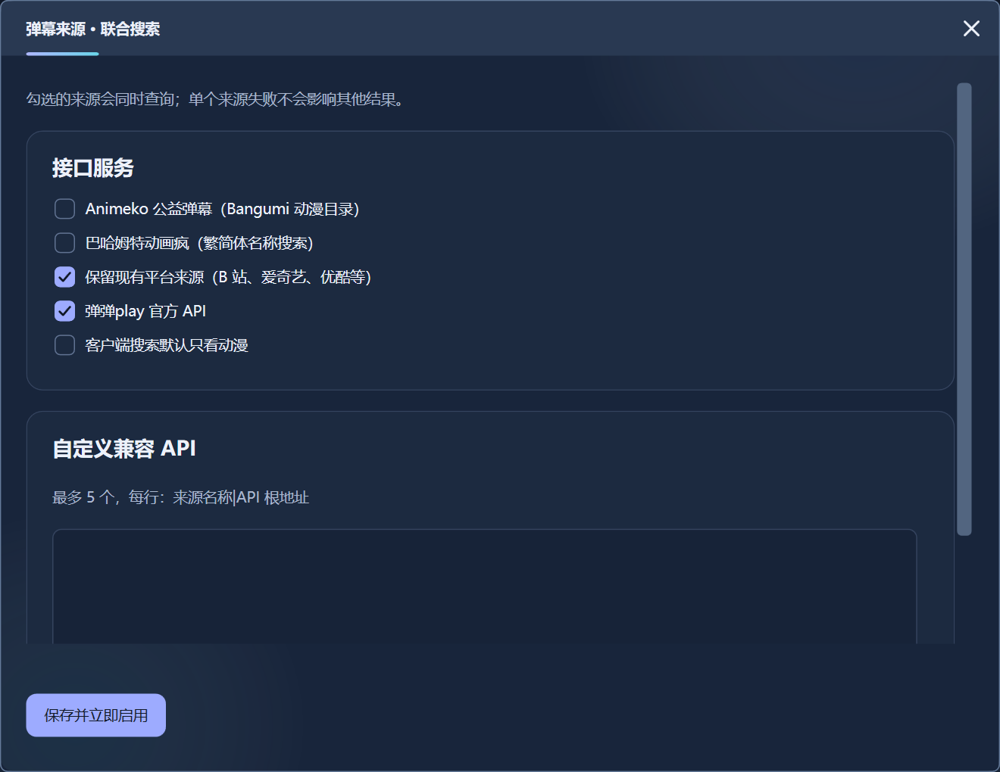 弹幕来源・联合搜索
勾选的来源会同时查询；单个来源失败不会影响其他结果。
接口服务
Animeko 公益弹幕（Bangumi 动漫目录）
巴哈姆特动画疯（繁简体名称搜索）
保留现有平台来源（B 站、爱奇艺、优酷等）
弹弹play 官方 API
客户端搜索默认只看动漫
自定义兼容 API
最多 5 个，每行：来源名称|API 根地址
保存并立即启用